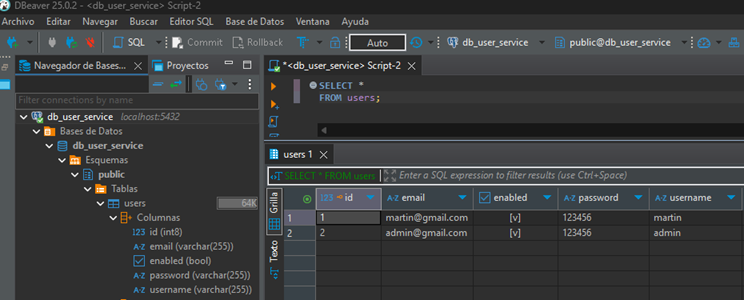 DBeaver 25.0.2 - <db_user_service> Script-2
Archivo Editar Navegar Buscar Editor SQL Base de Datos Ventana Ayuda
SQL Commit Rollback Auto db_user_service public@db_user_service
Navegador de Bases... Proyectos
Filter connections by name
db_user_service localhost:5432
Bases de Datos
db_user_service
Esquemas
public
Tablas
users 64K
Columnas
123 id (int8)
A-Z email (varchar(255))
enabled (bool)
A-Z password (varchar(255))
A-Z username (varchar(255))
*<db_user_service> Script-2
SELECT *
FROM users;
users 1
SELECT * FROM users Enter a SQL expression to filter results (use Ctrl+Space)
Grilla
Texto
123 id A-Z email enabled A-Z password A-Z username
1 1 martin@gmail.com [v] 123456 martin
2 2 admin@gmail.com [v] 123456 admin